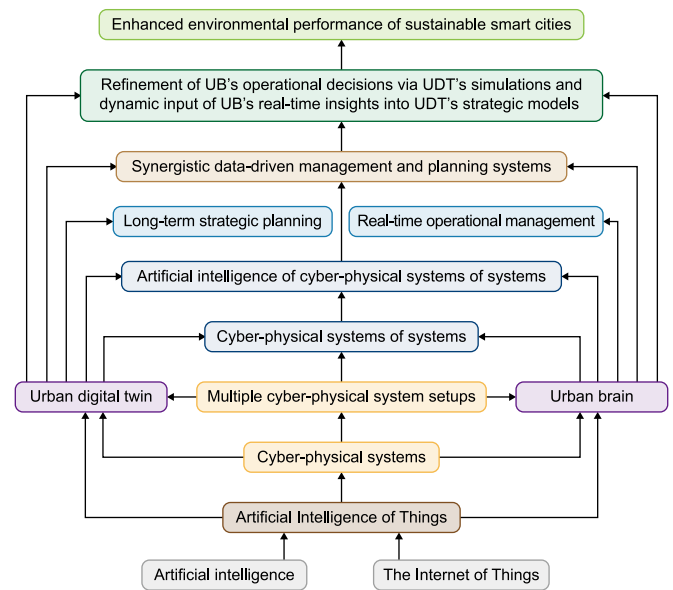 Enhanced environmental performance of sustainable smart cities
Refinement of UB's operational decisions via UDT's simulations and
dynamic input of UB's real-time insights into UDT's strategic models
Synergistic data-driven management and planning systems
Long-term strategic planning
Real-time operational management
Artificial intelligence of cyber-physical systems of systems
Cyber-physical systems of systems
Urban digital twin
Multiple cyber-physical system setups
Urban brain
Cyber-physical systems
Artificial Intelligence of Things
Artificial intelligence
The Internet of Things